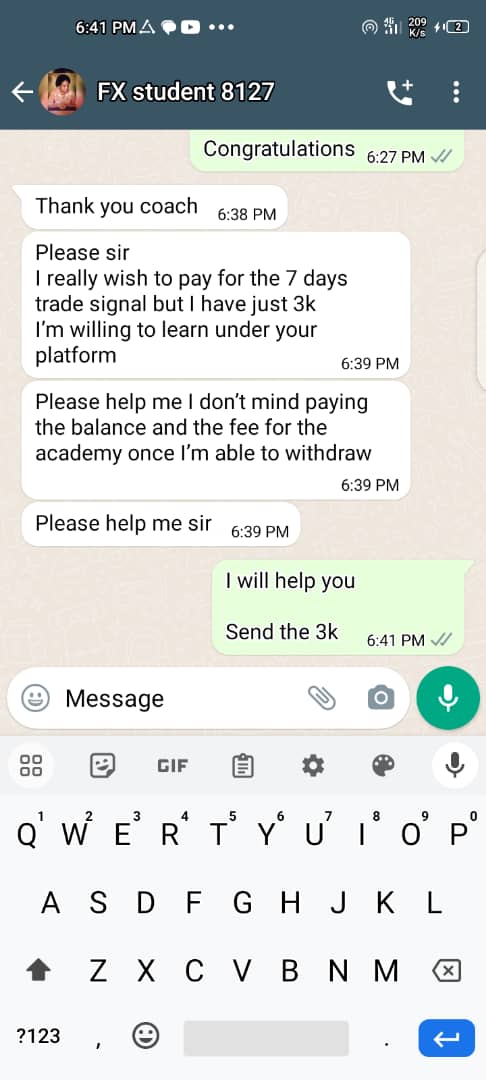 6:41 PM
4G 209 K/s 2
FX student 8127
Congratulations 6:27 PM
Thank you coach 6:38 PM
Please sir
I really wish to pay for the 7 days
trade signal but I have just 3k
I'm willing to learn under your
platform 6:39 PM
Please help me I don't mind paying
the balance and the fee for the
academy once I'm able to withdraw
6:39 PM
Please help me sir 6:39 PM
I will help you
Send the 3k 6:41 PM
Message
GIF
1 2 3 4 5 6 7 8 9 0
Q W E R T Y U I O P
A S D F G H J K L
Z X C V B N M
?123 , .